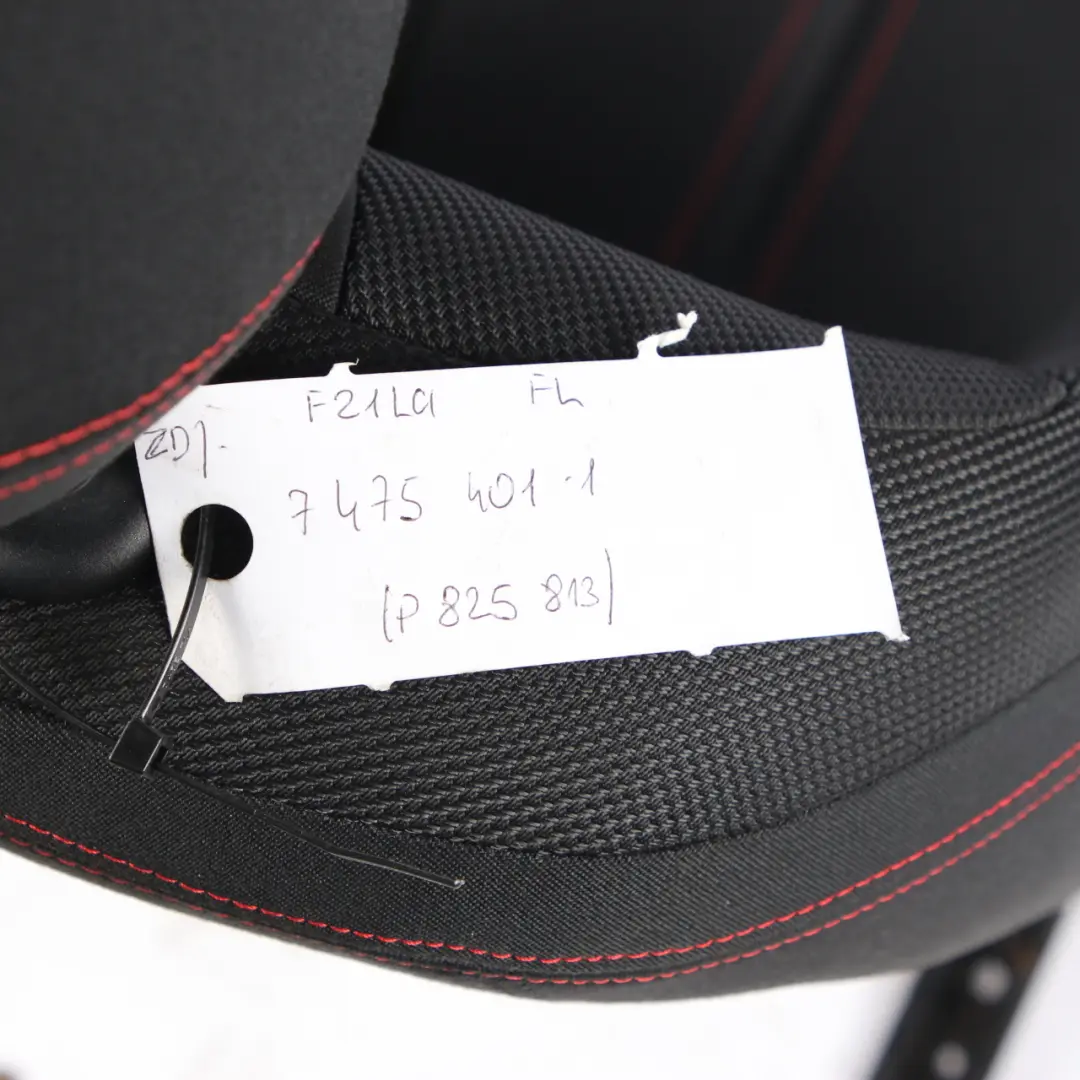 F21LCI FL
ZDJ.
7 475 401 .1
(P 825 813)